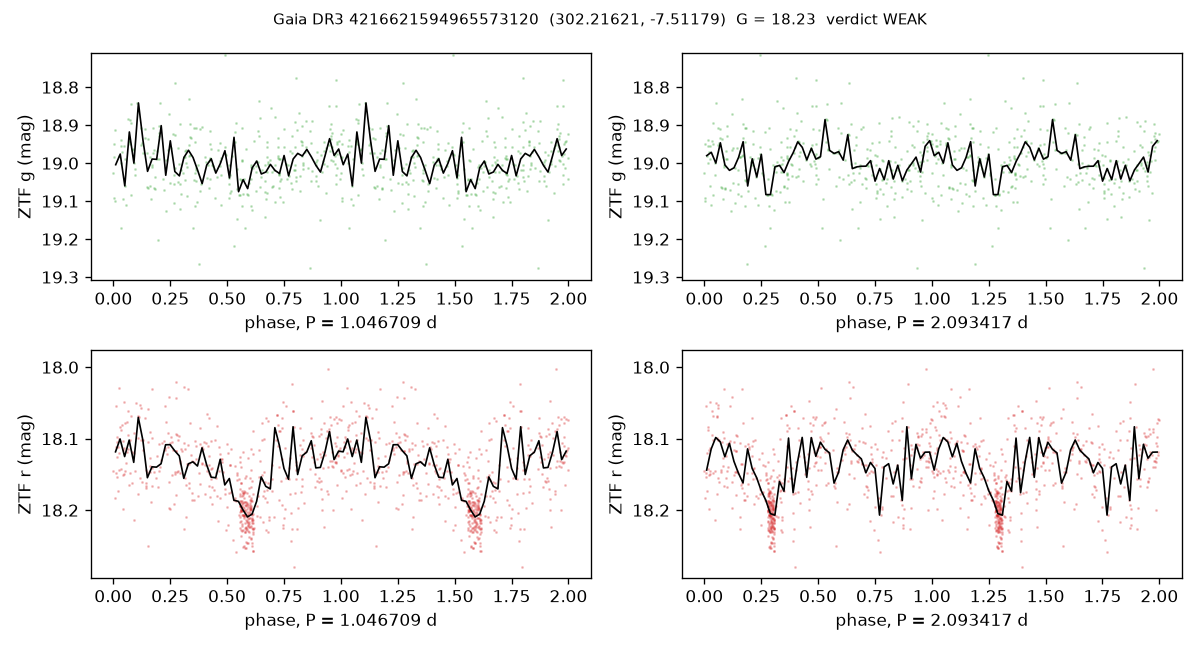 Gaia DR3 4216621594965573120 (302.21621, -7.51179) G = 18.23 verdict WEAK
ZTF g (mag)
18.8
18.9
19.0
19.1
19.2
19.3
0.00 0.25 0.50 0.75 1.00 1.25 1.50 1.75 2.00
phase, P = 1.046709 d
ZTF g (mag)
18.8
18.9
19.0
19.1
19.2
19.3
0.00 0.25 0.50 0.75 1.00 1.25 1.50 1.75 2.00
phase, P = 2.093417 d
ZTF r (mag)
18.0
18.1
18.2
0.00 0.25 0.50 0.75 1.00 1.25 1.50 1.75 2.00
phase, P = 1.046709 d
ZTF r (mag)
18.0
18.1
18.2
0.00 0.25 0.50 0.75 1.00 1.25 1.50 1.75 2.00
phase, P = 2.093417 d